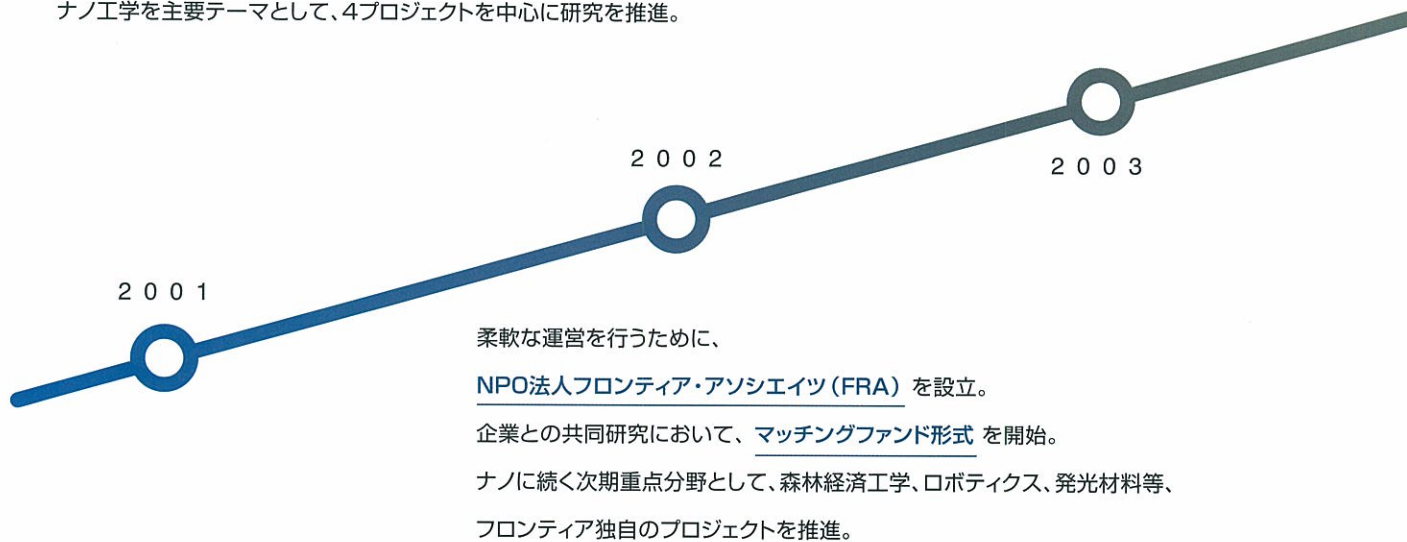 ナノ工学を主要テーマとして、4プロジェクトを中心に研究を推進。
2001
2002
2003
柔軟な運営を行うために、
NPO法人フロンティア・アソシエイツ（FRA） を設立。
企業との共同研究において、 マッチングファンド形式 を開始。
ナノに続く次期重点分野として、森林経済工学、ロボティクス、発光材料等、
フロンティア独自のプロジェクトを推進。